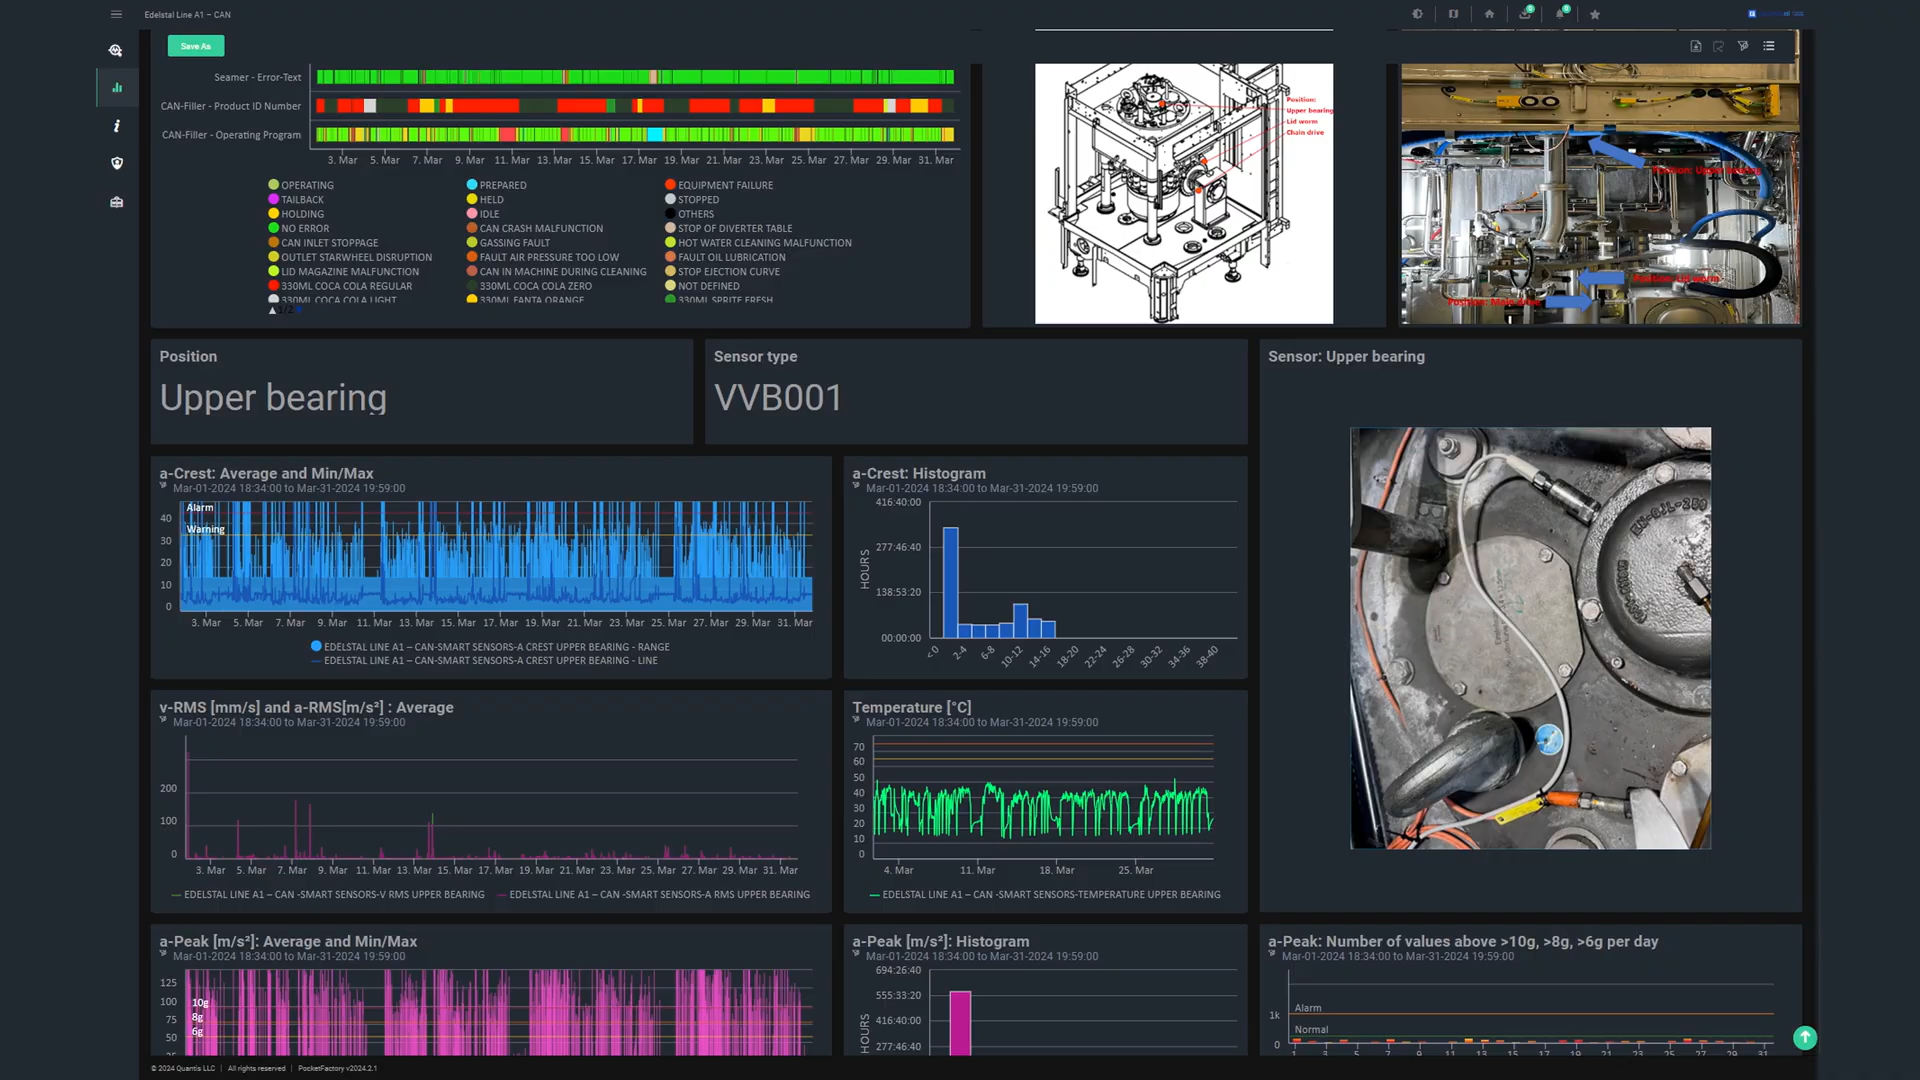 Edelstal Line A1 – CAN
Save As
Seamer - Error-Text
CAN-Filler - Product ID Number
CAN-Filler - Operating Program
3. Mar 5. Mar 7. Mar 9. Mar 11. Mar 13. Mar 15. Mar 17. Mar 19. Mar 21. Mar 23. Mar 25. Mar 27. Mar 29. Mar 31. Mar
OPERATING PREPARED EQUIPMENT FAILURE
TAILBACK HELD STOPPED
HOLDING IDLE OTHERS
NO ERROR CAN CRASH MALFUNCTION STOP OF DIVERTER TABLE
CAN INLET STOPPAGE GASSING FAULT HOT WATER CLEANING MALFUNCTION
OUTLET STARWHEEL DISRUPTION FAULT AIR PRESSURE TOO LOW FAULT OIL LUBRICATION
LID MAGAZINE MALFUNCTION CAN IN MACHINE DURING CLEANING STOP EJECTION CURVE
330ML COCA COLA REGULAR 330ML COCA COLA ZERO NOT DEFINED
330ML COCA COLA LIGHT 330ML FANTA ORANGE 330ML SPRITE FRESH
1/2
Position:
Upper bearing
Lid worm
Chain drive
Position: Upper bearing
Position: Lid worm
Position: Main drive
Position
Upper bearing
Sensor type
VVB001
Sensor: Upper bearing
a-Crest: Average and Min/Max
Mar-01-2024 18:34:00 to Mar-31-2024 19:59:00
Alarm
Warning
40
30
20
10
0
3. Mar 5. Mar 7. Mar 9. Mar 11. Mar 13. Mar 15. Mar 17. Mar 19. Mar 21. Mar 23. Mar 25. Mar 27. Mar 29. Mar 31. Mar
EDELSTAL LINE A1 – CAN-SMART SENSORS-A CREST UPPER BEARING - RANGE
EDELSTAL LINE A1 – CAN-SMART SENSORS-A CREST UPPER BEARING - LINE
a-Crest: Histogram
Mar-01-2024 18:34:00 to Mar-31-2024 19:59:00
416:40:00
277:46:40
138:53:20
00:00:00
HOURS
< 0 2-4 6-8 10-12 14-16 18-20 22-24 26-28 30-32 34-36 38-40
v-RMS [mm/s] and a-RMS[m/s²] : Average
Mar-01-2024 18:34:00 to Mar-31-2024 19:59:00
200
100
0
3. Mar 5. Mar 7. Mar 9. Mar 11. Mar 13. Mar 15. Mar 17. Mar 19. Mar 21. Mar 23. Mar 25. Mar 27. Mar 29. Mar 31. Mar
EDELSTAL LINE A1 – CAN -SMART SENSORS-V RMS UPPER BEARING EDELSTAL LINE A1 – CAN -SMART SENSORS-A RMS UPPER BEARING
Temperature [°C]
Mar-01-2024 18:34:00 to Mar-31-2024 19:59:00
70
60
50
40
30
20
10
0
4. Mar 11. Mar 18. Mar 25. Mar
EDELSTAL LINE A1 – CAN -SMART SENSORS-TEMPERATURE UPPER BEARING
a-Peak [m/s²]: Average and Min/Max
Mar-01-2024 18:34:00 to Mar-31-2024 19:59:00
125
100
75
50
25
10g
8g
6g
a-Peak [m/s²]: Histogram
Mar-01-2024 18:34:00 to Mar-31-2024 19:59:00
694:26:40
555:33:20
416:40:00
277:46:40
HOURS
a-Peak: Number of values above >10g, >8g, >6g per day
Mar-01-2024 18:34:00 to Mar-31-2024 19:59:00
Alarm
1k
Normal
0
1 3 5 7 9 11 13 15 17 19 21 23 25 27 29 31
© 2024 Quantis LLC | All rights reserved | PocketFactory v2024.2.1